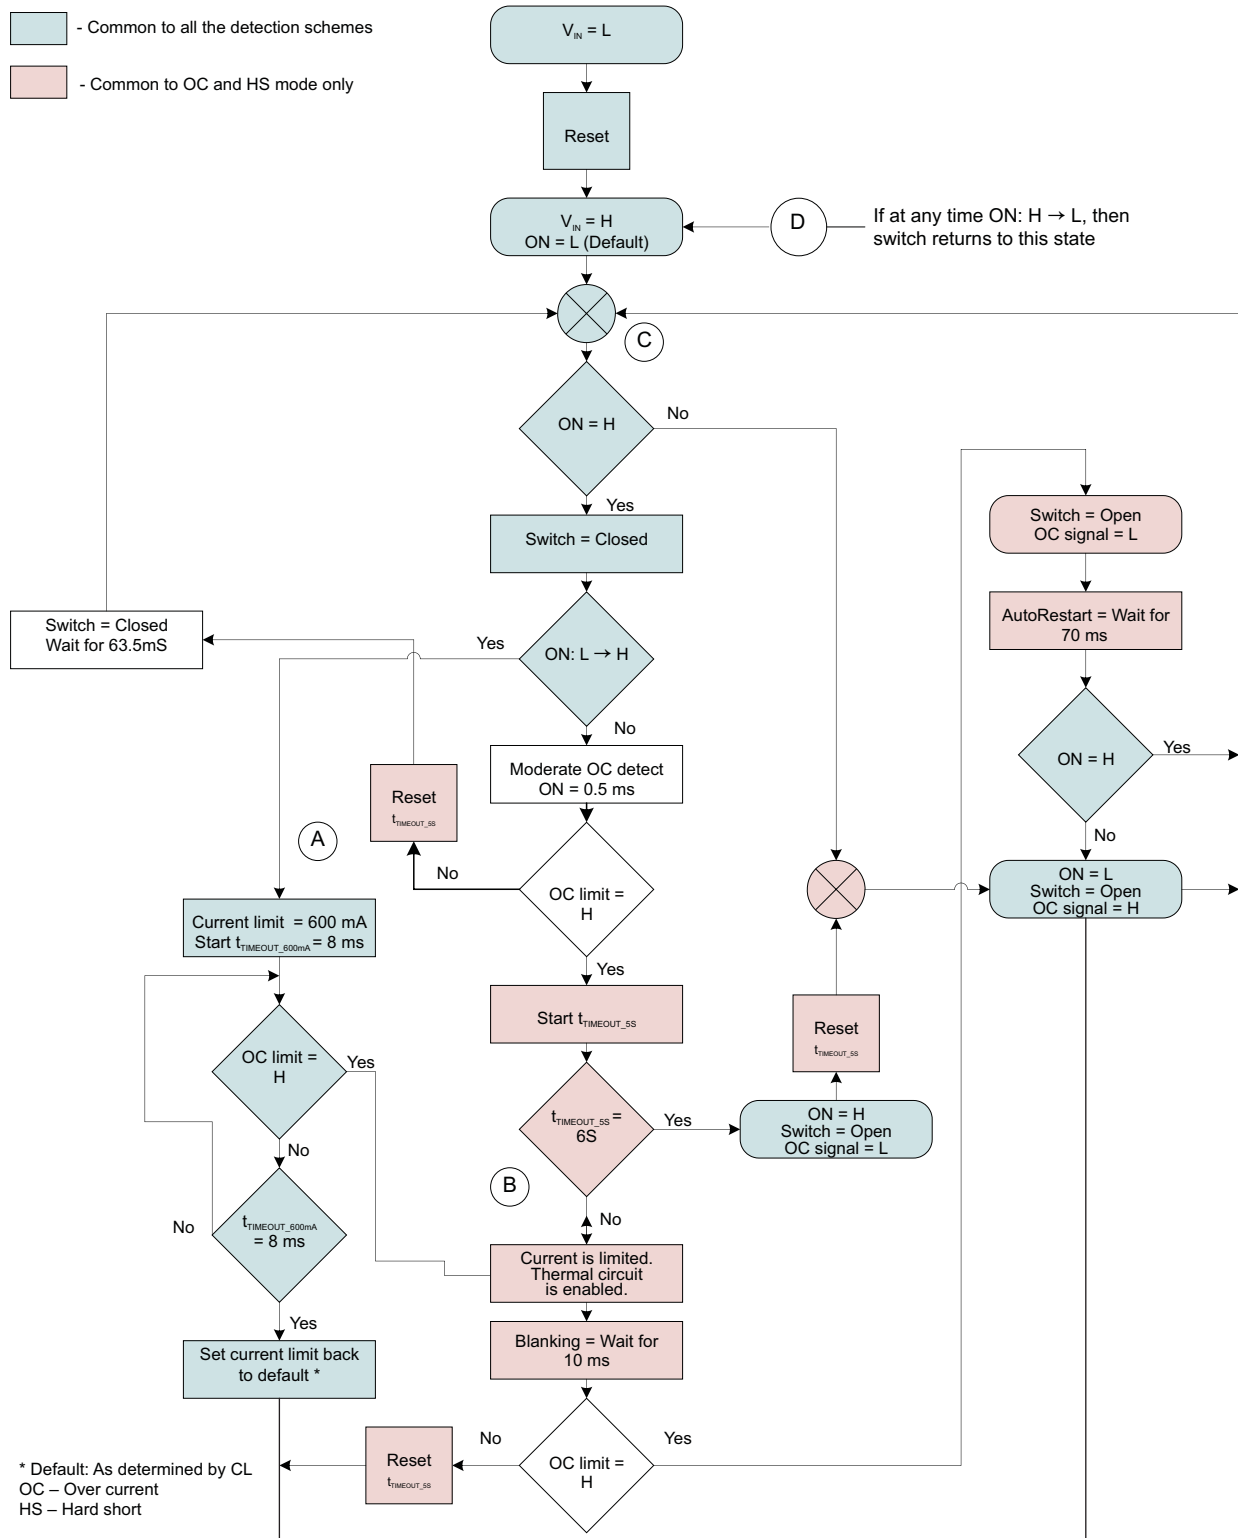 - Common to all the detection schemes
- Common to OC and HS mode only
V_IN = L
Reset
V_IN = H
ON = L (Default)
D
If at any time ON: H → L, then
switch returns to this state
C
ON = H
No
Yes
Switch = Closed
Switch = Open
OC signal = L
AutoRestart = Wait for
70 ms
Switch = Closed
Wait for 63.5mS
Yes
ON: L → H
No
ON = H
Yes
No
Moderate OC detect
ON = 0.5 ms
Reset
t_TIMEOUT_5S
A
No
OC limit =
H
Yes
ON = L
Switch = Open
OC signal = H
Current limit = 600 mA
Start t_TIMEOUT_600mA = 8 ms
Start t_TIMEOUT_5S
Reset
t_TIMEOUT_5S
OC limit =
H
Yes
No
t_TIMEOUT_5S =
6S
Yes
ON = H
Switch = Open
OC signal = L
B
No
No
t_TIMEOUT_600mA
= 8 ms
Yes
Current is limited.
Thermal circuit
is enabled.
Blanking = Wait for
10 ms
Set current limit back
to default *
No
Yes
Reset
t_TIMEOUT_5S
OC limit =
H
* Default: As determined by CL
OC – Over current
HS – Hard short